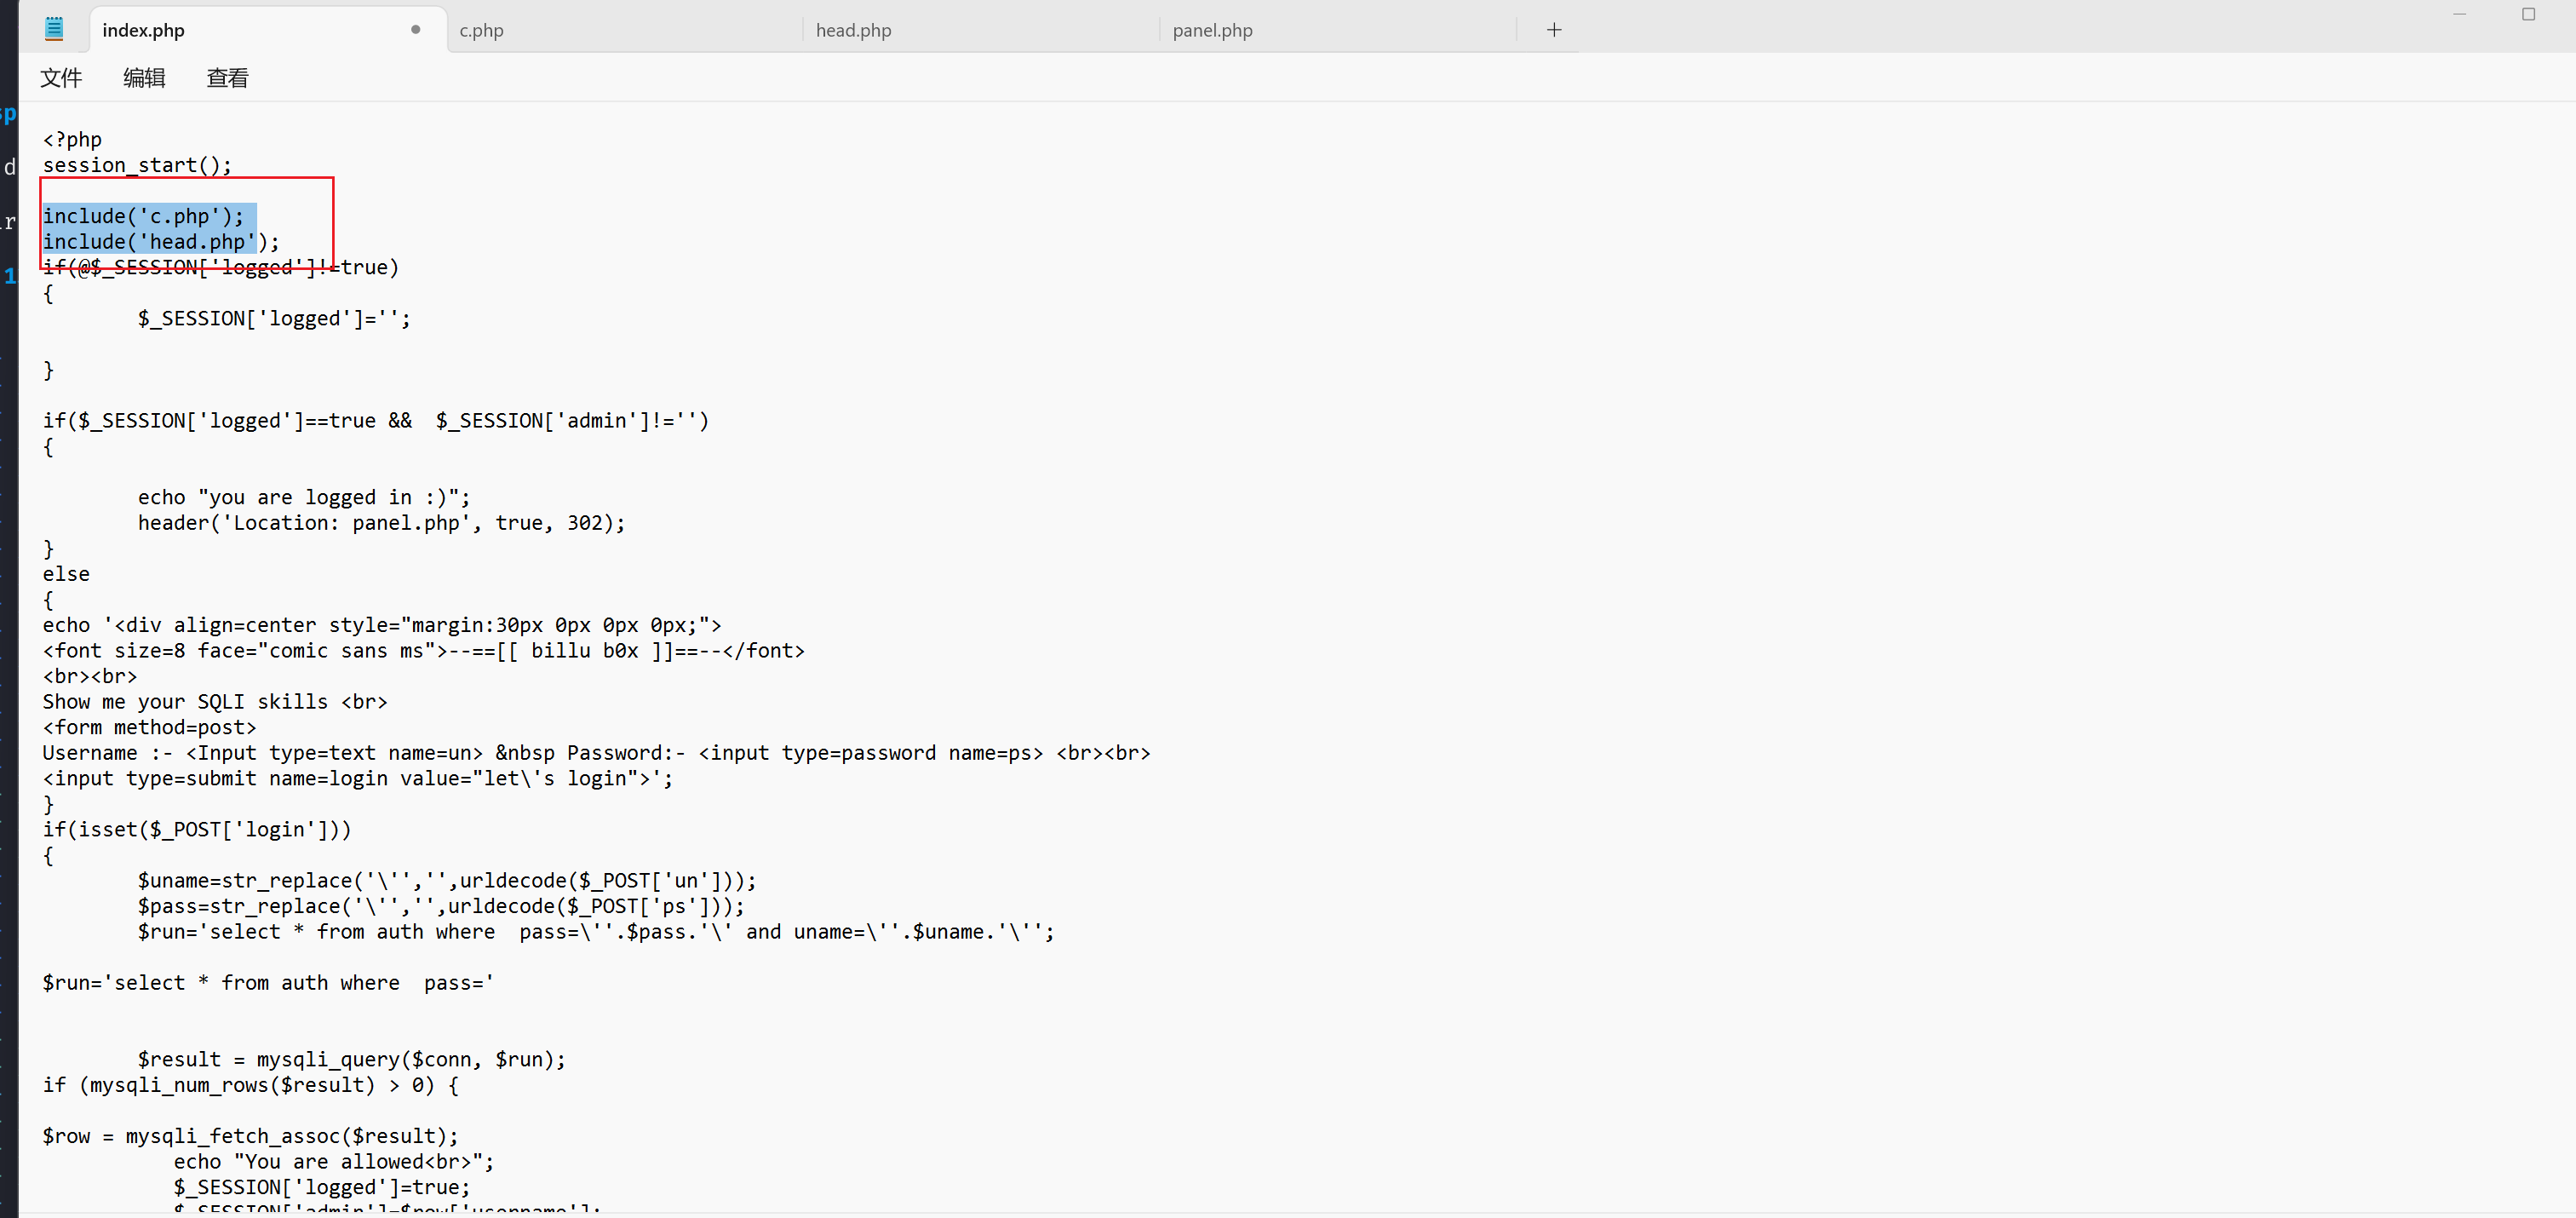 index.php c.php head.php panel.php
文件 编辑 查看
sp
d
1
<?php
session_start();
include('c.php');
include('head.php');
if(@$_SESSION['logged']!=true)
{
        $_SESSION['logged']='';
}
if($_SESSION['logged']==true &&  $_SESSION['admin']!='')
{
        echo "you are logged in :)";
        header('Location: panel.php', true, 302);
}
else
{
echo '<div align=center style="margin:30px 0px 0px 0px;">
<font size=8 face="comic sans ms">--==[[ billu b0x ]]==--</font>
<br><br>
Show me your SQLI skills <br>
<form method=post>
Username :- <Input type=text name=un> &nbsp Password:- <input type=password name=ps> <br><br>
<input type=submit name=login value="let\'s login">';
}
if(isset($_POST['login']))
{
        $uname=str_replace('\'','',urldecode($_POST['un']));
        $pass=str_replace('\'','',urldecode($_POST['ps']));
        $run='select * from auth where  pass=\''.$pass.'\' and uname=\''.$uname.'\'';
$run='select * from auth where  pass='
        $result = mysqli_query($conn, $run);
if (mysqli_num_rows($result) > 0) {
$row = mysqli_fetch_assoc($result);
           echo "You are allowed<br>";
           $_SESSION['logged']=true;
           $_SESSION['admin']=$row['username'];